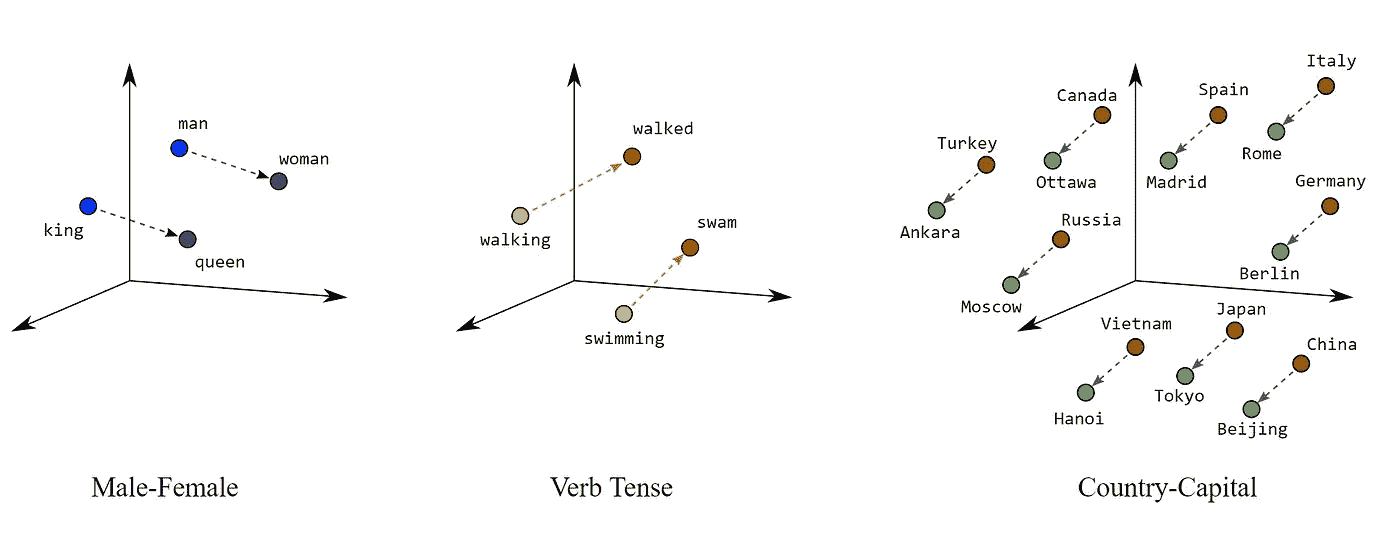 man
woman
king
queen
Male-Female
walked
walking
swam
swimming
Verb Tense
Italy
Spain
Canada
Rome
Turkey
Ottawa
Madrid
Germany
Russia
Ankara
Berlin
Moscow
Japan
Vietnam
China
Tokyo
Hanoi
Beijing
Country-Capital